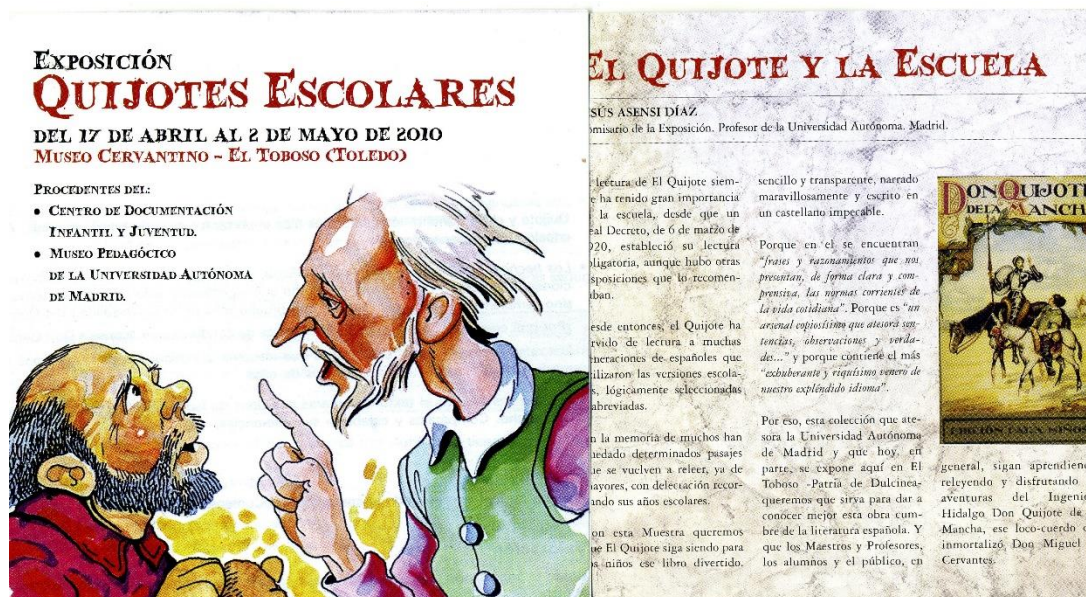 EXPOSICIÓN
QUIJOTES ESCOLARES
DEL 17 DE ABRIL AL 2 DE MAYO DE 2010
MUSEO CERVANTINO - EL TOBOSO (TOLEDO)
PROCEDENTES DEL:
• CENTRO DE DOCUMENTACIÓN
INFANTIL Y JUVENTUD.
• MUSEO PEDAGÓCICO
DE LA UNIVERSIDAD AUTÓNOMA
DE MADRID.
EL QUIJOTE Y LA ESCUELA
SÚS ASENSI DÍAZ
omisario de la Exposición. Profesor de la Universidad Autónoma. Madrid.
lectura de El Quijote siem-
e ha tenido gran importancia
la escuela, desde que un
eal Decreto, de 6 de marzo de
920, estableció su lectura
bligatoria, aunque hubo otras
sposiciones que lo recomen-
ban.
esde entonces, el Quijote ha
rvido de lectura a muchas
eneraciones de españoles que
tilizaron las versiones escola-
s, lógicamente seleccionadas
abreviadas.
n la memoria de muchos han
uedado determinados pasajes
ue se vuelven a releer, ya de
ayores, con delectación recor-
ando sus años escolares.
on esta Muestra queremos
ue El Quijote siga siendo para
os niños ese libro divertido,
sencillo y transparente, narrado
maravillosamente y escrito en
un castellano impecable.
Porque en el se encuentran
"frases y razonamientos que nos
presentan, de forma clara y com-
prensiva, las normas corrientes de
la vida cotidiana". Porque es "un
arsenal copiosísimo que atesora sen-
tencias, observaciones y verda-
des..." y porque contiene el más
"exhuberante y riquísimo venero de
nuestro expléndido idioma".
Por eso, esta colección que ate-
sora la Universidad Autónoma
de Madrid y que hoy, en
parte, se expone aquí en El
Toboso -Patria de Dulcinea-
queremos que sirva para dar a
conocer mejor esta obra cum-
bre de la literatura española. Y
que los Maestros y Profesores,
los alumnos y el público, en
DON QUIJOTE
DE LA MANCH
EDICIÓN PARA NIÑOS
general, sigan aprendien
releyendo y disfrutando
aventuras del Ingeni
Hidalgo Don Quijote de
Mancha, ese loco-cuerdo
inmortalizó Don Miguel
Cervantes.